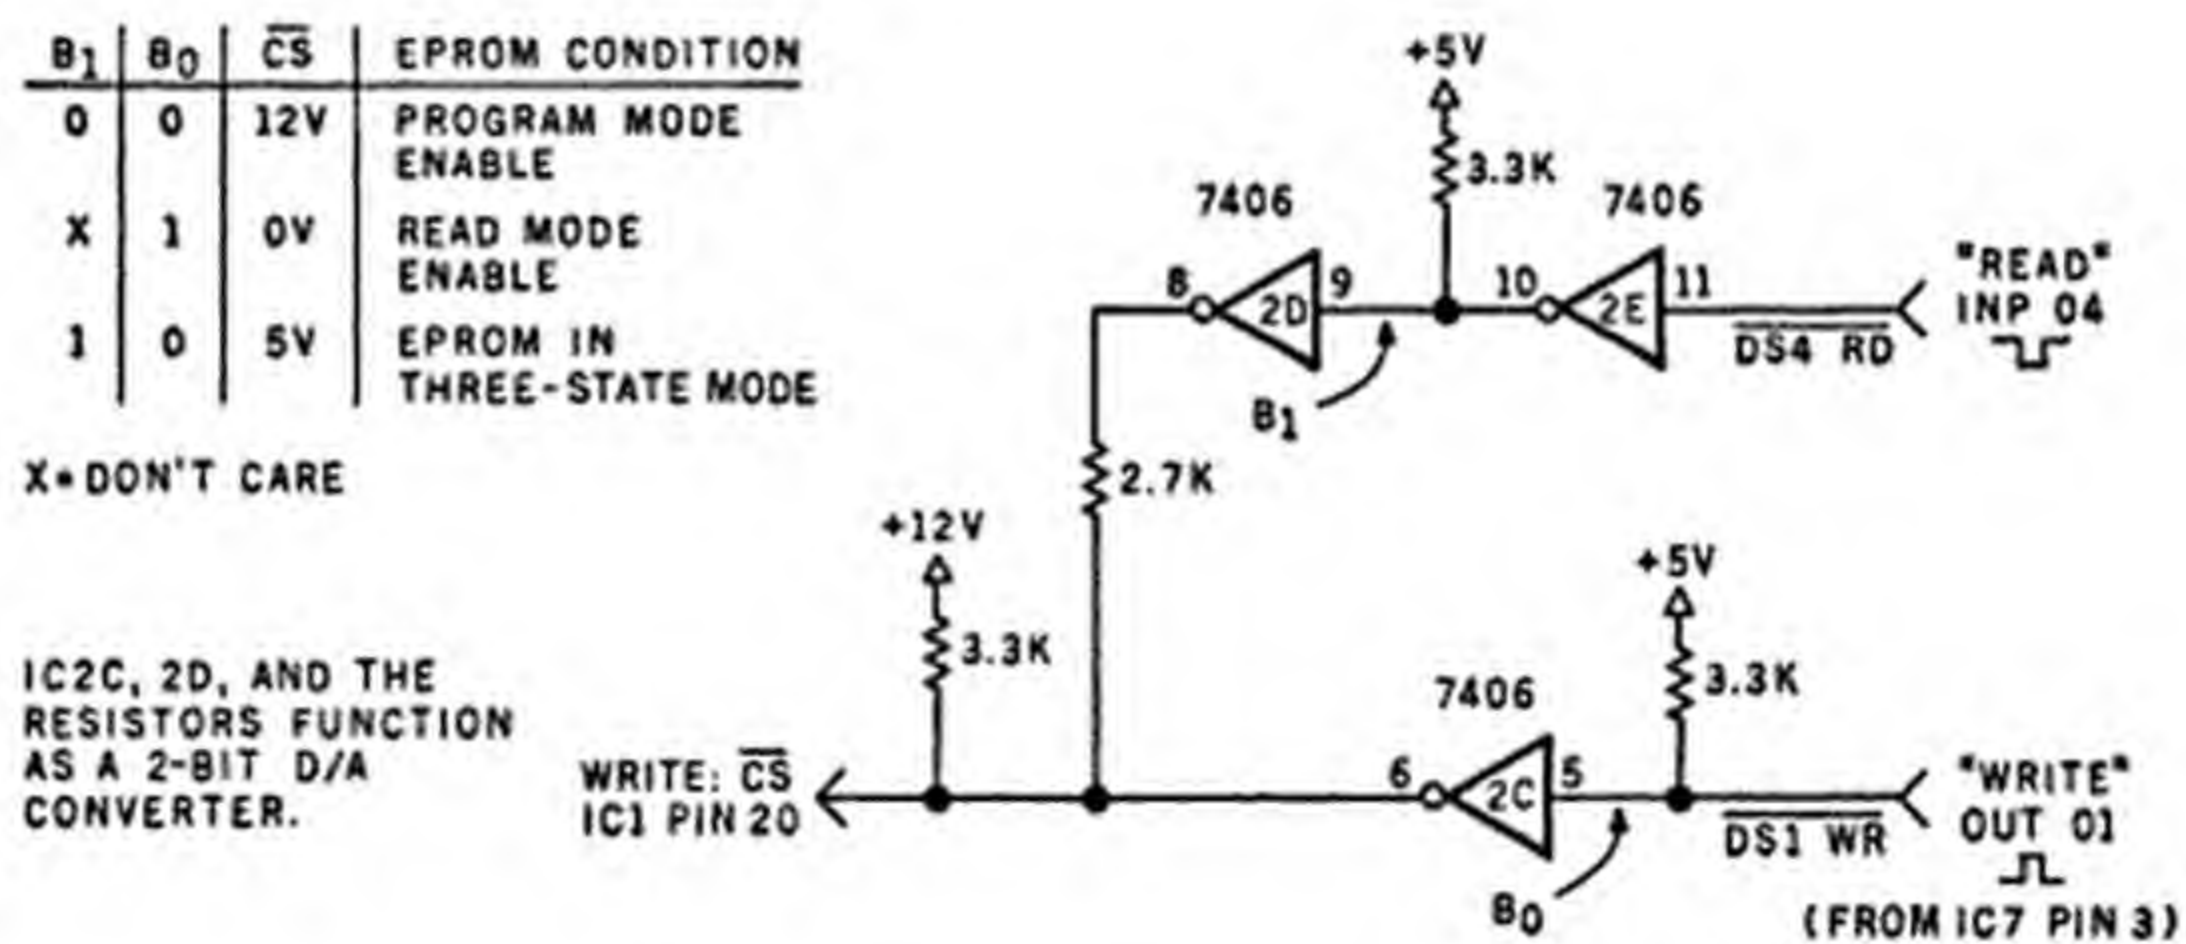 B1 B0 CS EPROM CONDITION
0 0 12V PROGRAM MODE
ENABLE
X 1 0V READ MODE
ENABLE
1 0 5V EPROM IN
THREE-STATE MODE
X=DON'T CARE
IC2C, 2D, AND THE
RESISTORS FUNCTION
AS A 2-BIT D/A
CONVERTER.
+5V
3.3K
7406
7406
8
2D
9
10
2E
11
DS4 RD
"READ"
INP 04
B1
2.7K
+12V
3.3K
+5V
3.3K
7406
WRITE: CS
IC1 PIN 20
6
2C
5
DS1 WR
"WRITE"
OUT 01
B0
(FROM IC7 PIN 3)